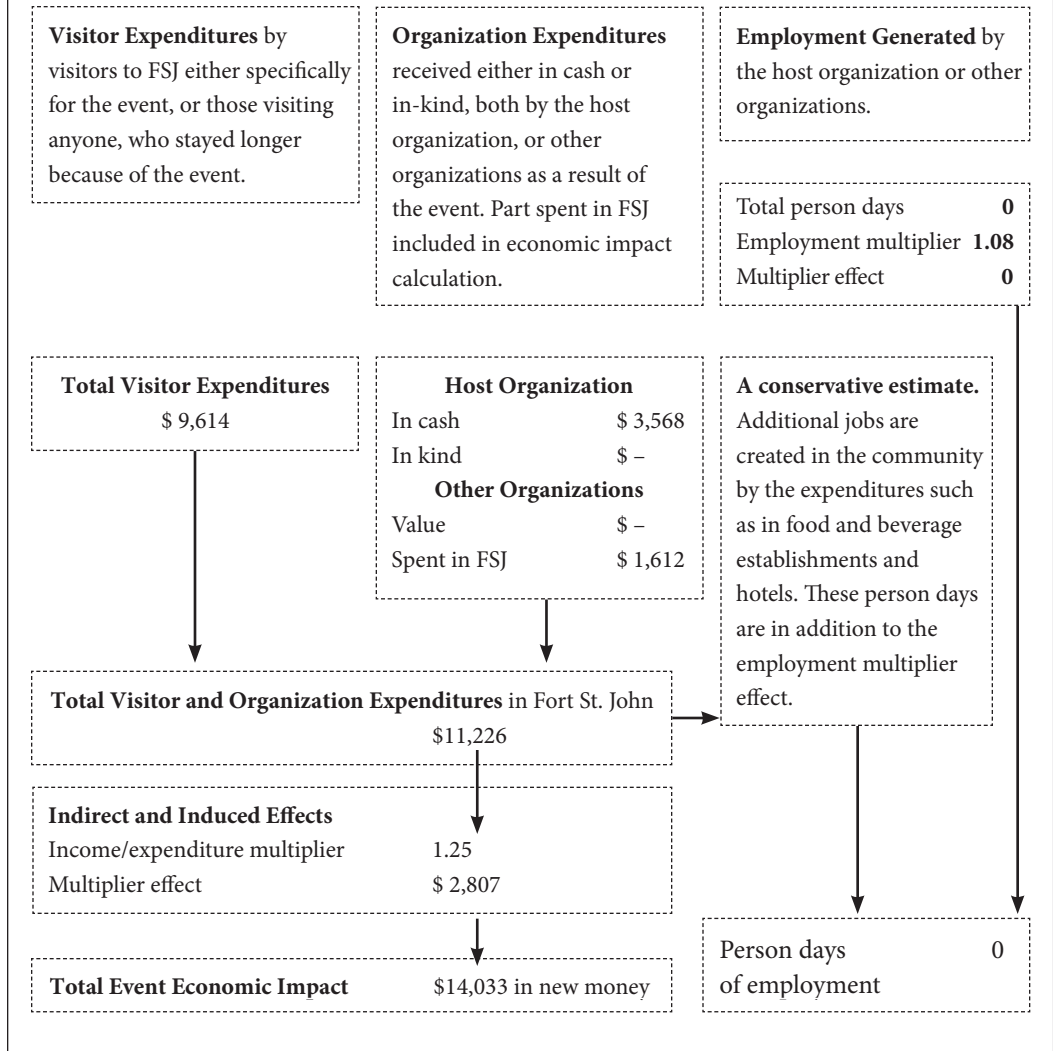 Visitor Expenditures by
visitors to FSJ either specifically
for the event, or those visiting
anyone, who stayed longer
because of the event.
Organization Expenditures
received either in cash or
in-kind, both by the host
organization, or other
organizations as a result of
the event. Part spent in FSJ
included in economic impact
calculation.
Employment Generated by
the host organization or other
organizations.
Total person days 0
Employment multiplier 1.08
Multiplier effect 0
Total Visitor Expenditures
$ 9,614
Host Organization
In cash $ 3,568
In kind $ –
Other Organizations
Value $ –
Spent in FSJ $ 1,612
A conservative estimate.
Additional jobs are
created in the community
by the expenditures such
as in food and beverage
establishments and
hotels. These person days
are in addition to the
employment multiplier
effect.
Total Visitor and Organization Expenditures in Fort St. John
$11,226
Indirect and Induced Effects
Income/expenditure multiplier 1.25
Multiplier effect $ 2,807
Total Event Economic Impact $14,033 in new money
Person days 0
of employment